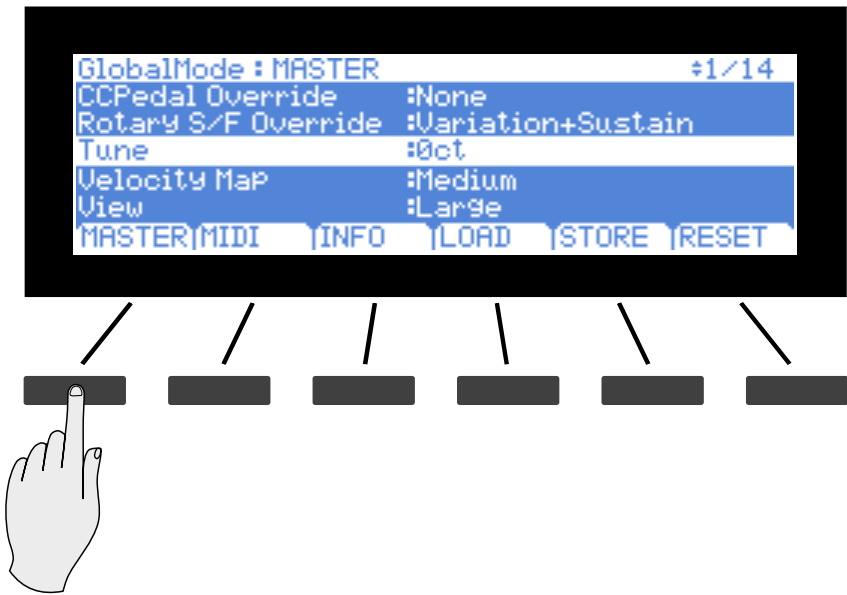 GlobalMode:MASTER ÷1/14
CCPedal Override :None
Rotary S/F Override :Variation+Sustain
Tune :0ct
Velocity Map :Medium
View :Large
MASTER MIDI INFO LOAD STORE RESET